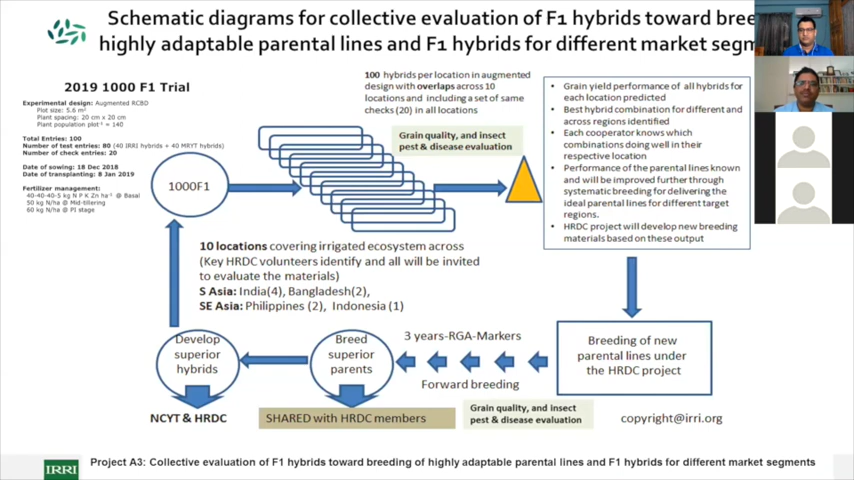 Schematic diagrams for collective evaluation of F1 hybrids toward bree
highly adaptable parental lines and F1 hybrids for different market segm
2019 1000 F1 Trial
Experimental design: Augmented RCBD
Plot size: 5.6 m²
Plant spacing: 20 cm x 20 cm
Plant population plot⁻¹ = 140
Total Entries: 100
Number of test entries: 80 (40 IRRI hybrids + 40 MRYT hybrids)
Number of check entries: 20
Date of sowing: 18 Dec 2018
Date of transplanting: 8 Jan 2019
Fertilizer management:
40-40-40-5 kg N P K Zn ha⁻¹ @ Basal
50 kg N/ha @ Mid-tillering
60 kg N/ha @ PI stage
1000F1
100 hybrids per location in augmented
design with overlaps across 10
locations and including a set of same
checks (20) in all locations
Grain quality, and insect
pest & disease evaluation
• Grain yield performance of all hybrids for
each location predicted
• Best hybrid combination for different and
across regions identified
• Each cooperator knows which
combinations doing well in their
respective location
• Performance of the parental lines known
and will be improved further through
systematic breeding for delivering the
ideal parental lines for different target
regions.
• HRDC project will develop new breeding
materials based on these output
10 locations covering irrigated ecosystem across
(Key HRDC volunteers identify and all will be invited
to evaluate the materials)
S Asia: India(4), Bangladesh(2),
SE Asia: Philippines (2), Indonesia (1)
Develop
superior
hybrids
Breed
superior
parents
3 years-RGA-Markers
Forward breeding
Breeding of new
parental lines under
the HRDC project
NCYT & HRDC
SHARED with HRDC members
Grain quality, and insect
pest & disease evaluation
copyright@irri.org
IRRI
Project A3: Collective evaluation of F1 hybrids toward breeding of highly adaptable parental lines and F1 hybrids for different market segments